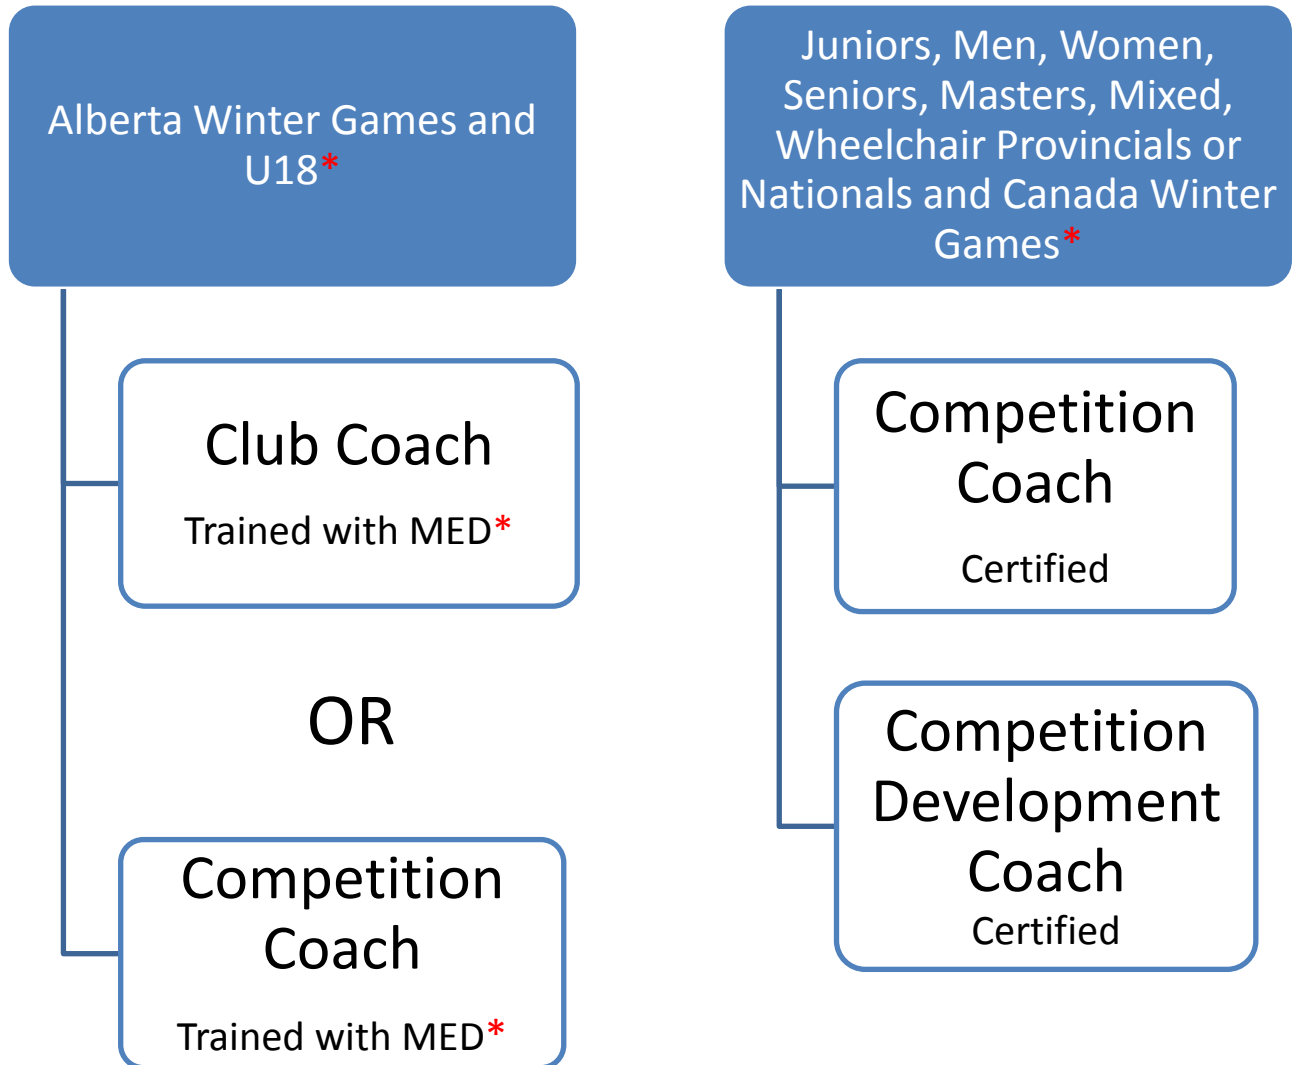 Alberta Winter Games and
U18*
Club Coach
Trained with MED*
OR
Competition
Coach
Trained with MED*
Juniors, Men, Women,
Seniors, Masters, Mixed,
Wheelchair Provincials or
Nationals and Canada Winter
Games*
Competition
Coach
Certified
Competition
Development
Coach
Certified